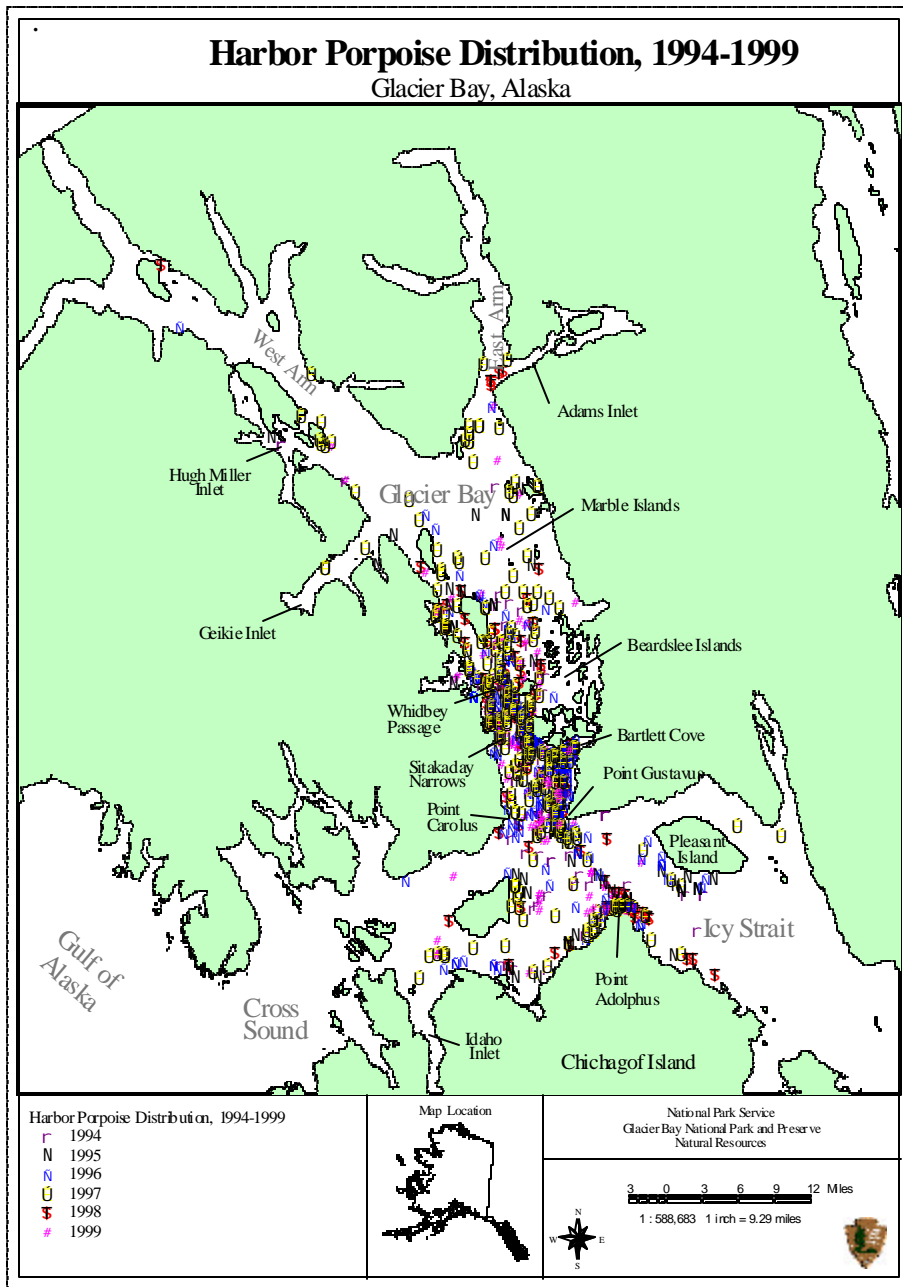 Harbor Porpoise Distribution, 1994-1999
Glacier Bay, Alaska
West Arm
East Arm
Adams Inlet
Hugh Miller
Inlet
Glacier Bay
Marble Islands
Geikie Inlet
Beardslee Islands
Whidbey
Passage
Bartlett Cove
Sitakaday
Narrows
Point Gustavus
Point
Carolus
Pleasant
Island
Gulf of
Alaska
Icy Strait
Cross
Sound
Point
Adolphus
Idaho
Inlet
Chichagof Island
Harbor Porpoise Distribution, 1994-1999
r 1994
N 1995
Ñ 1996
Ú 1997
$ 1998
# 1999
Map Location
National Park Service
Glacier Bay National Park and Preserve
Natural Resources
3 0 3 6 9 12 Miles
1 : 588,683 1 inch = 9.29 miles
N
W E
S